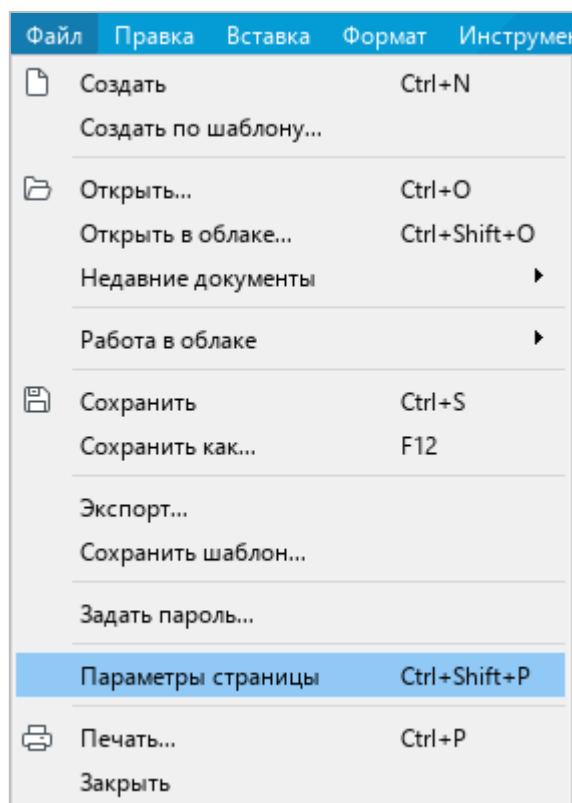 Файл Правка Вставка Формат Инструмен
Создать Ctrl+N
Создать по шаблону...
Открыть... Ctrl+O
Открыть в облаке... Ctrl+Shift+O
Недавние документы
Работа в облаке
Сохранить Ctrl+S
Сохранить как... F12
Экспорт...
Сохранить шаблон...
Задать пароль...
Параметры страницы Ctrl+Shift+P
Печать... Ctrl+P
Закрыть